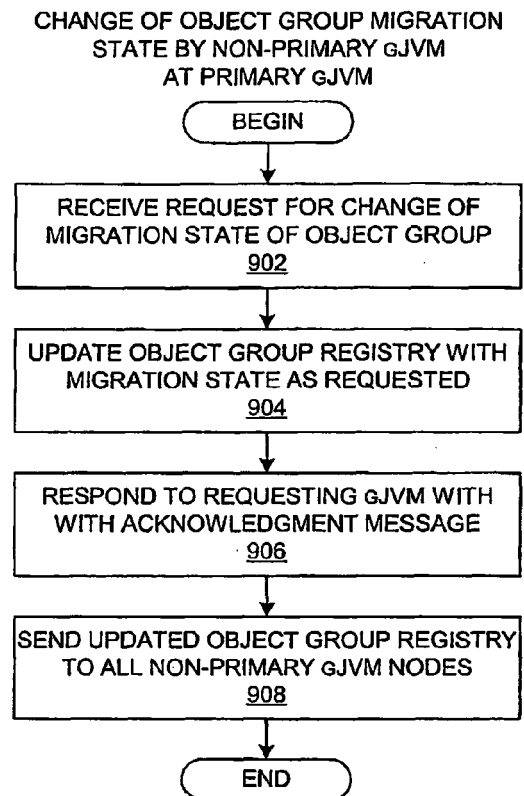 CHANGE OF OBJECT GROUP MIGRATION
STATE BY NON-PRIMARY GJVM
AT PRIMARY GJVM
BEGIN
RECEIVE REQUEST FOR CHANGE OF
MIGRATION STATE OF OBJECT GROUP
902
UPDATE OBJECT GROUP REGISTRY WITH
MIGRATION STATE AS REQUESTED
904
RESPOND TO REQUESTING GJVM WITH
WITH ACKNOWLEDGMENT MESSAGE
906
SEND UPDATED OBJECT GROUP REGISTRY
TO ALL NON-PRIMARY GJVM NODES
908
END